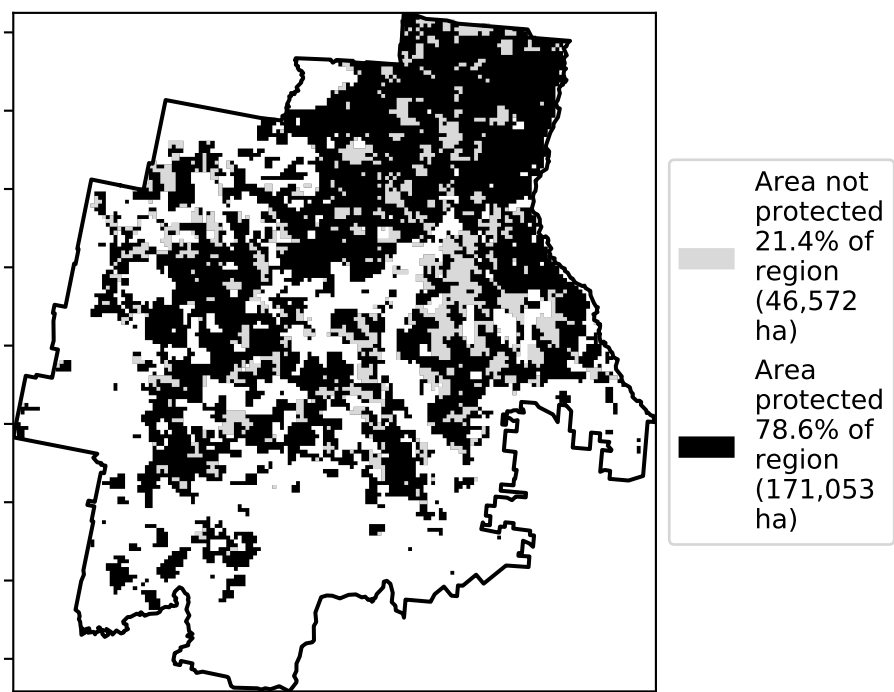 Area not
protected
21.4% of
region
(46,572
ha)
Area
protected
78.6% of
region
(171,053
ha)